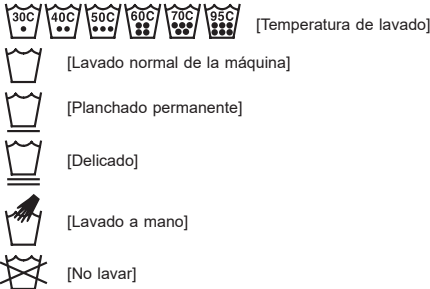 30C 40C 50C 60C 70C 95C [Temperatura de lavado]
[Lavado normal de la máquina]
[Planchado permanente]
[Delicado]
[Lavado a mano]
[No lavar]